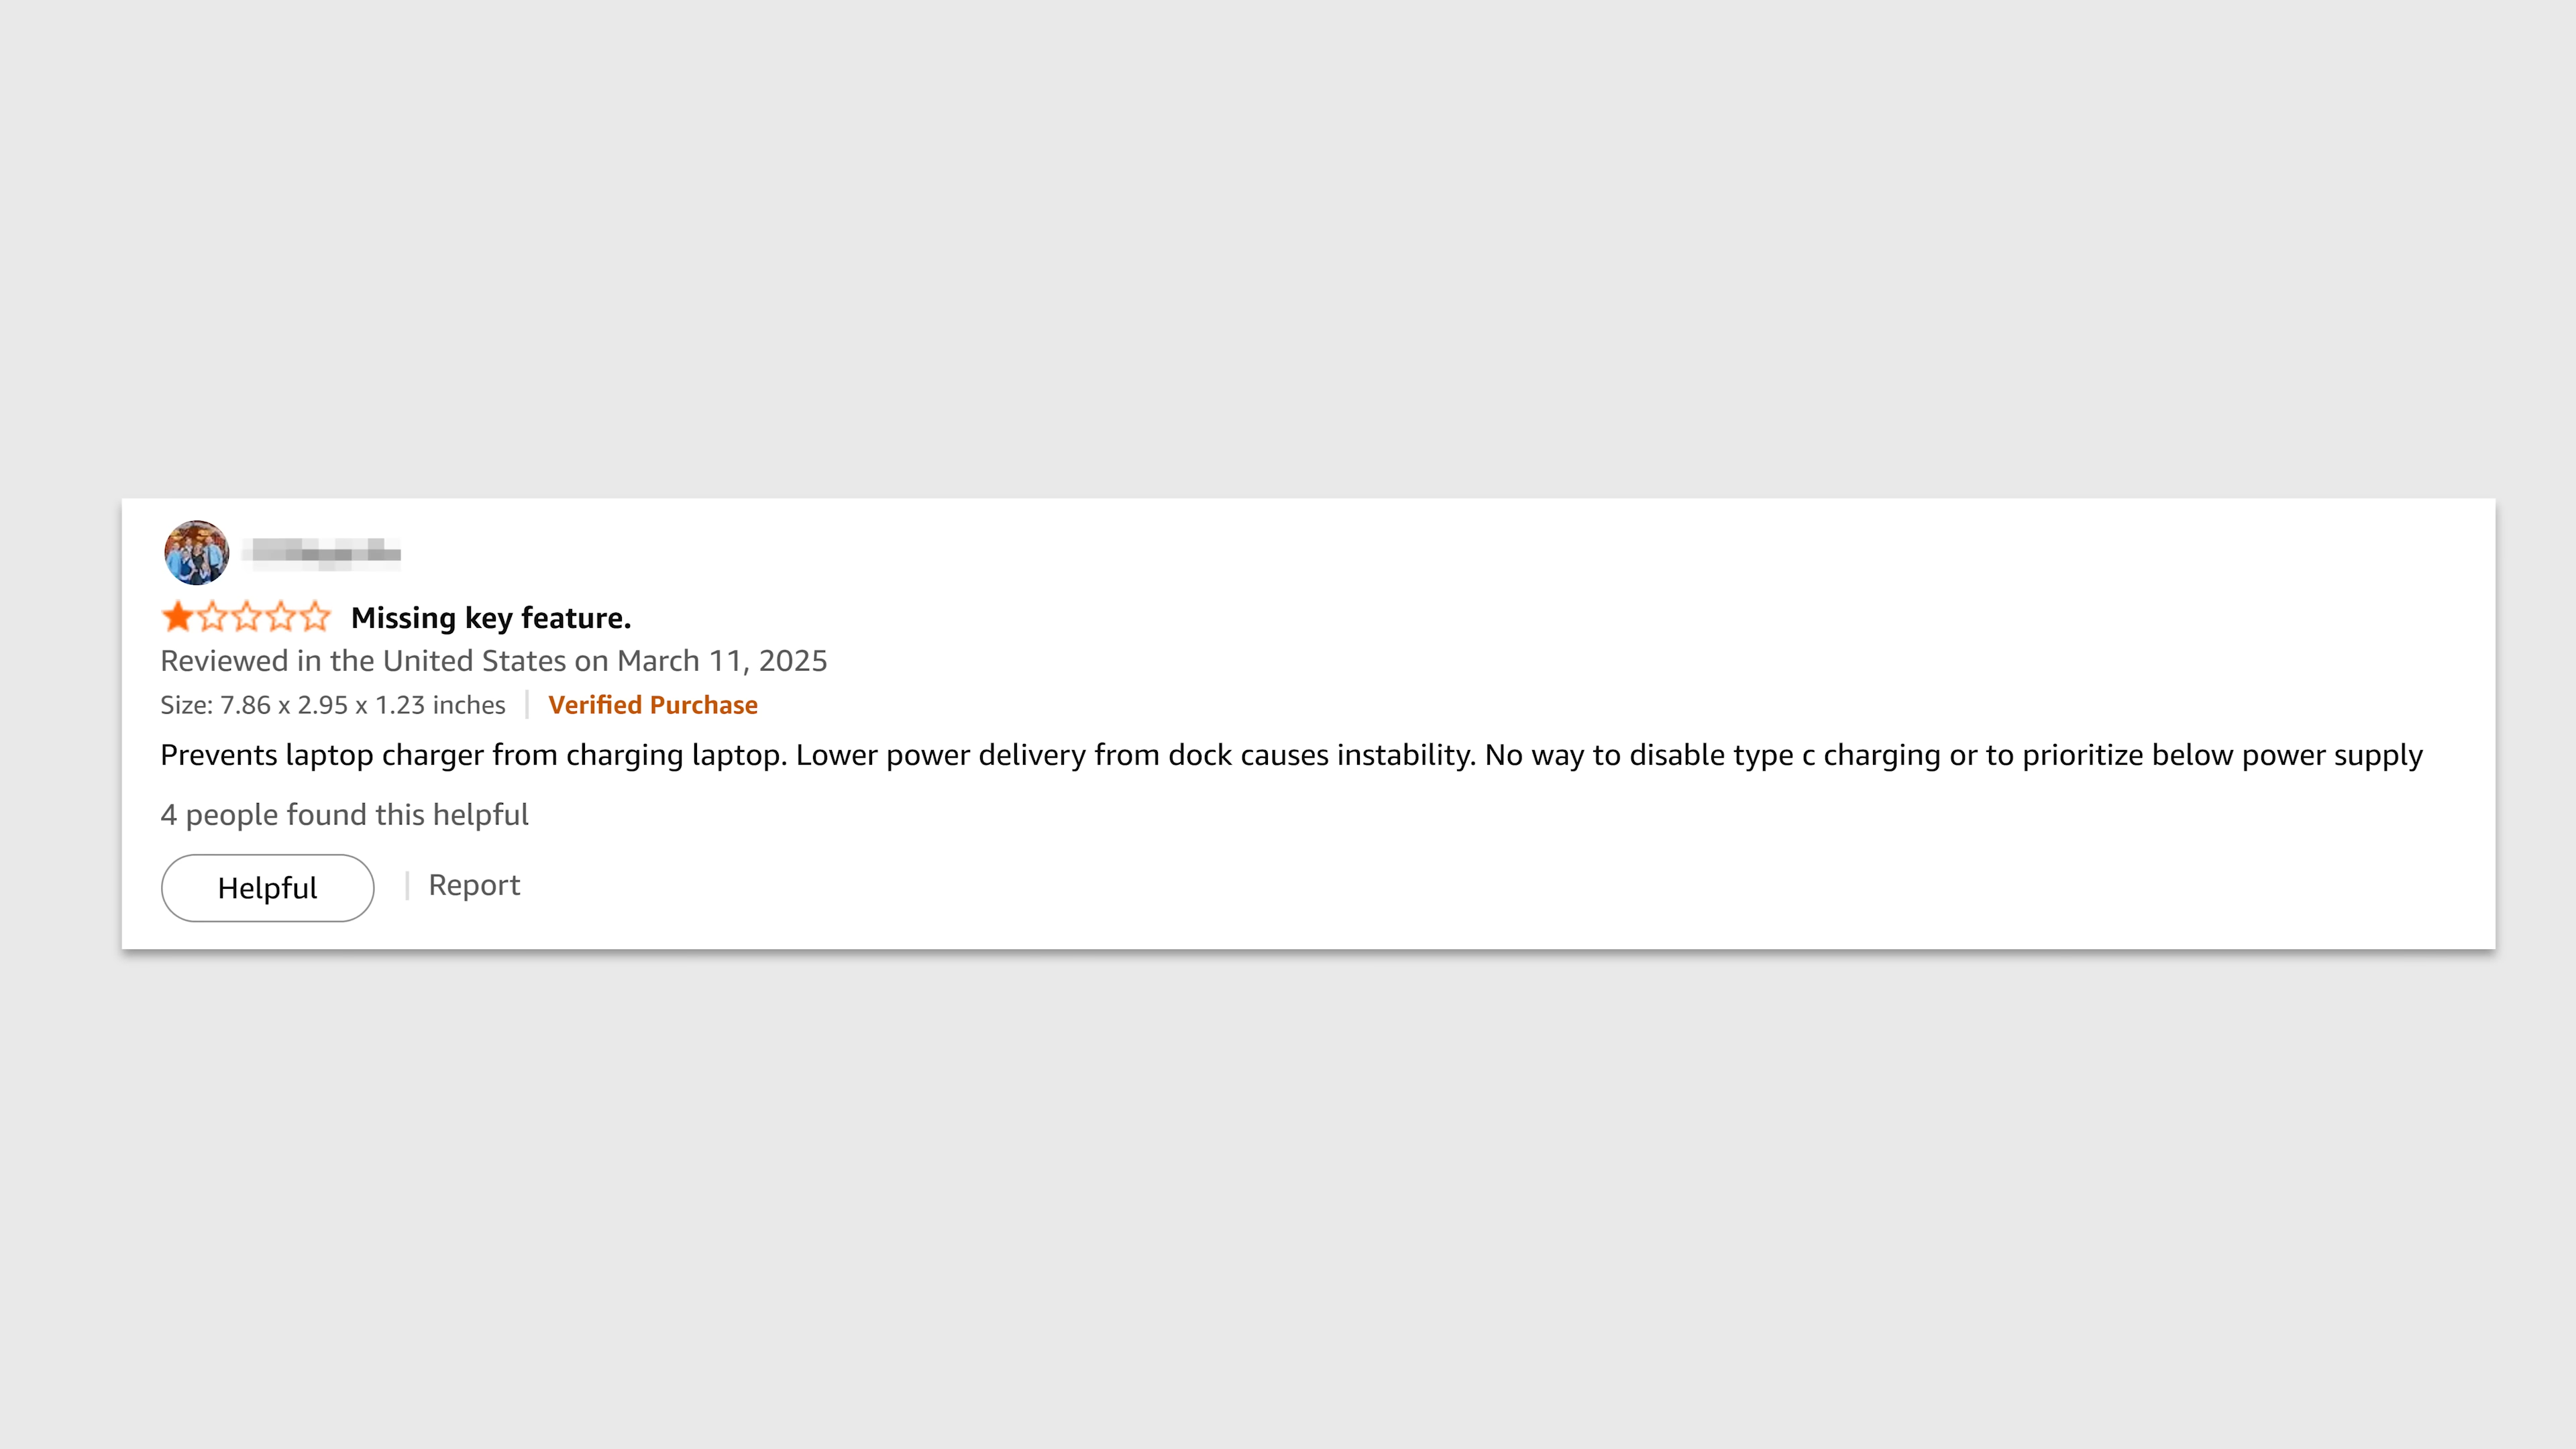 Missing key feature.
Reviewed in the United States on March 11, 2025
Size: 7.86 x 2.95 x 1.23 inches | Verified Purchase
Prevents laptop charger from charging laptop. Lower power delivery from dock causes instability. No way to disable type c charging or to prioritize below power supply
4 people found this helpful
Helpful | Report